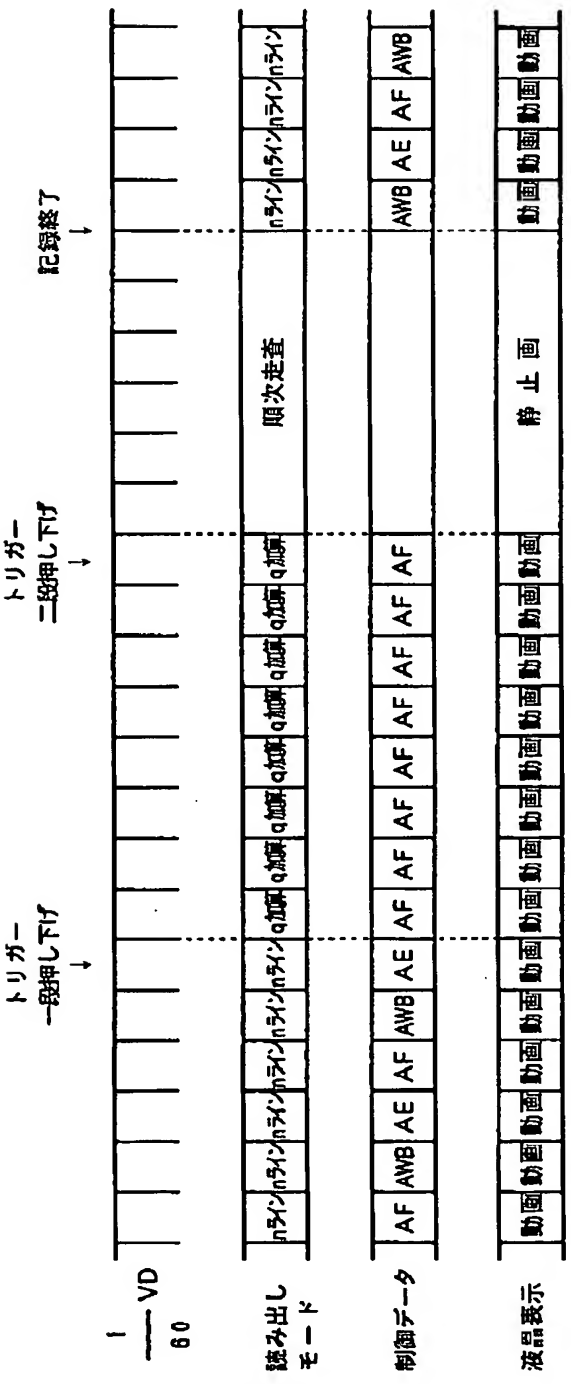 トリガー
一段押し下げ
トリガー
二段押し下げ
記録終了
1
60
VD
読み出し
モード
nライン nライン nライン nライン nライン nライン q加算 q加算 q加算 q加算 q加算 q加算 q加算 q加算 順次走査 nライン nライン nライン nライン
制御データ
AF AWB AE AF AWB AE AF AF AF AF AF AF AF AF AWB AE AF AWB
液晶表示
動画 動画 動画 動画 動画 動画 動画 動画 動画 動画 動画 動画 動画 動画 静止画 動画 動画 動画 動画